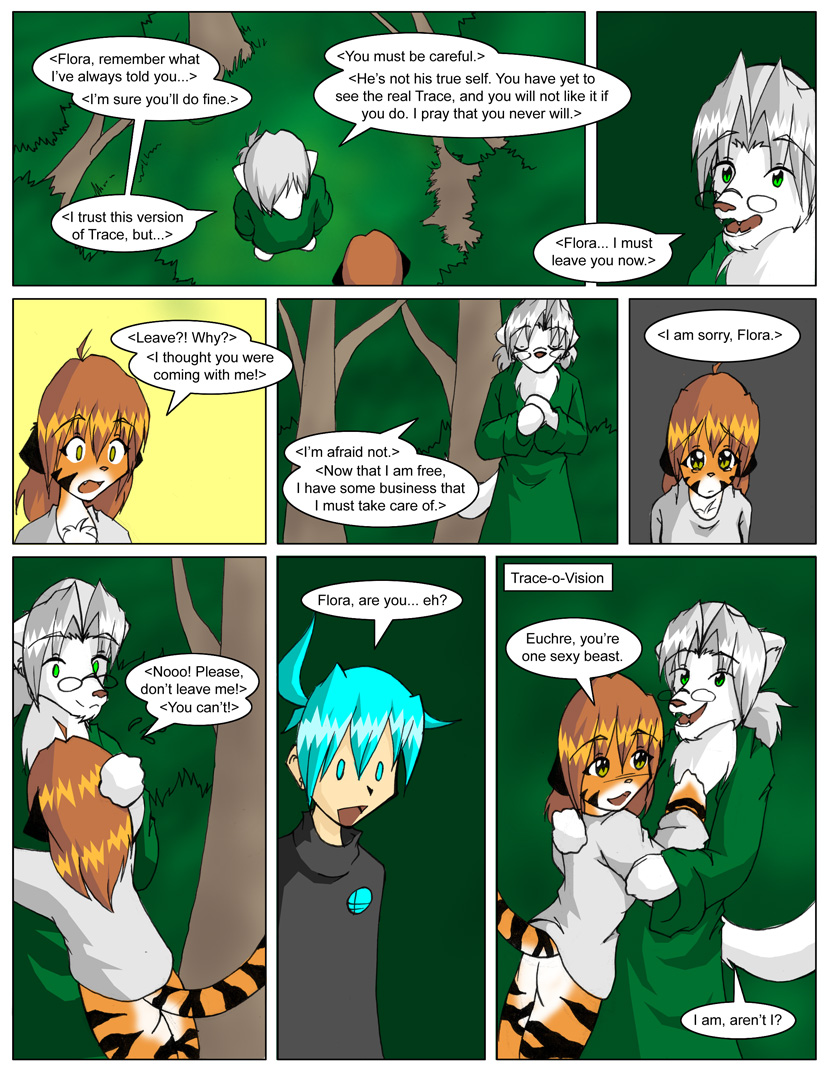 <Flora, remember what
I've always told you...>
<I'm sure you'll do fine.>
<I trust this version
of Trace, but...>
<You must be careful.>
<He's not his true self. You have yet to
see the real Trace, and you will not like it if
you do. I pray that you never will.>
<Flora... I must
leave you now.>
<Leave?! Why?>
<I thought you were
coming with me!>
<I'm afraid not.>
<Now that I am free,
I have some business that
I must take care of.>
<I am sorry, Flora.>
<Nooo! Please,
don't leave me!>
<You can't!>
Flora, are you... eh?
Trace-o-Vision
Euchre, you're
one sexy beast.
I am, aren't I?